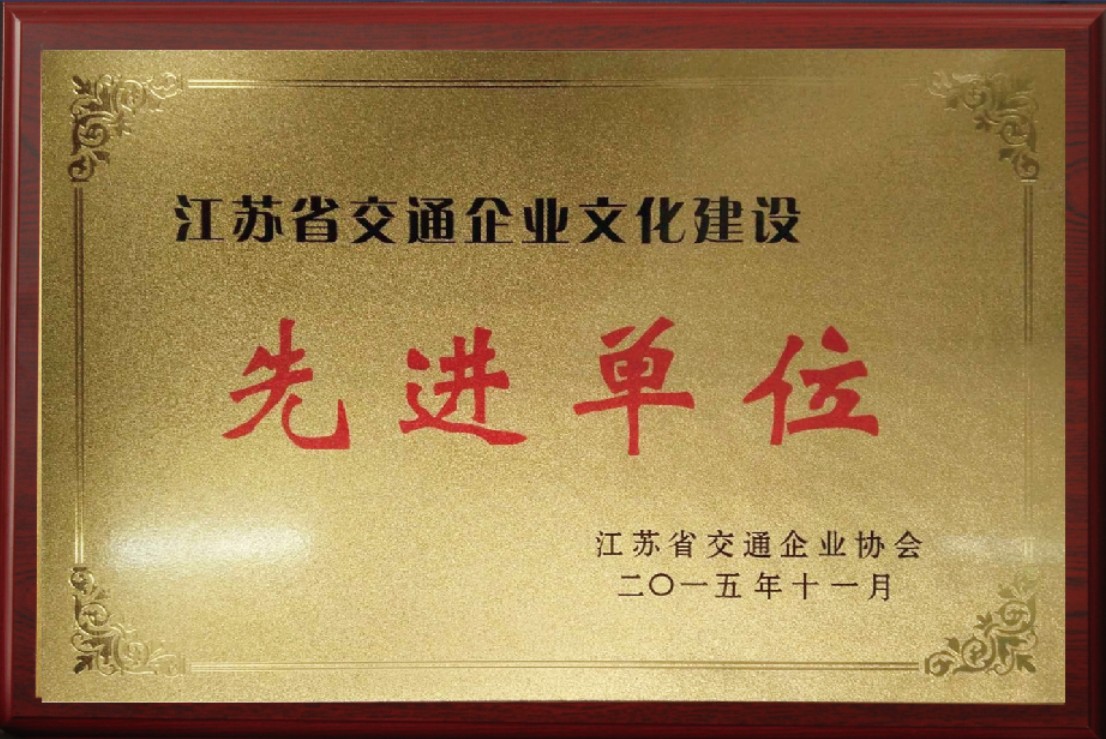 江苏省交通企业文化建设
先进单位
江苏省交通企业协会
二〇一五年十一月